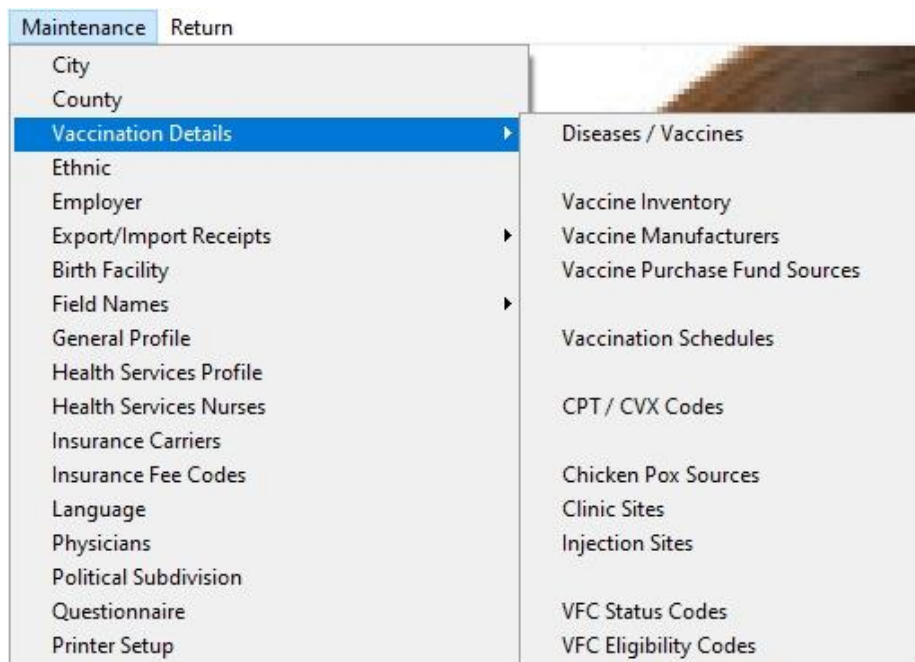 Maintenance Return
City
County
Vaccination Details
Ethnic
Employer
Export/Import Receipts
Birth Facility
Field Names
General Profile
Health Services Profile
Health Services Nurses
Insurance Carriers
Insurance Fee Codes
Language
Physicians
Political Subdivision
Questionnaire
Printer Setup
Diseases / Vaccines
Vaccine Inventory
Vaccine Manufacturers
Vaccine Purchase Fund Sources
Vaccination Schedules
CPT / CVX Codes
Chicken Pox Sources
Clinic Sites
Injection Sites
VFC Status Codes
VFC Eligibility Codes